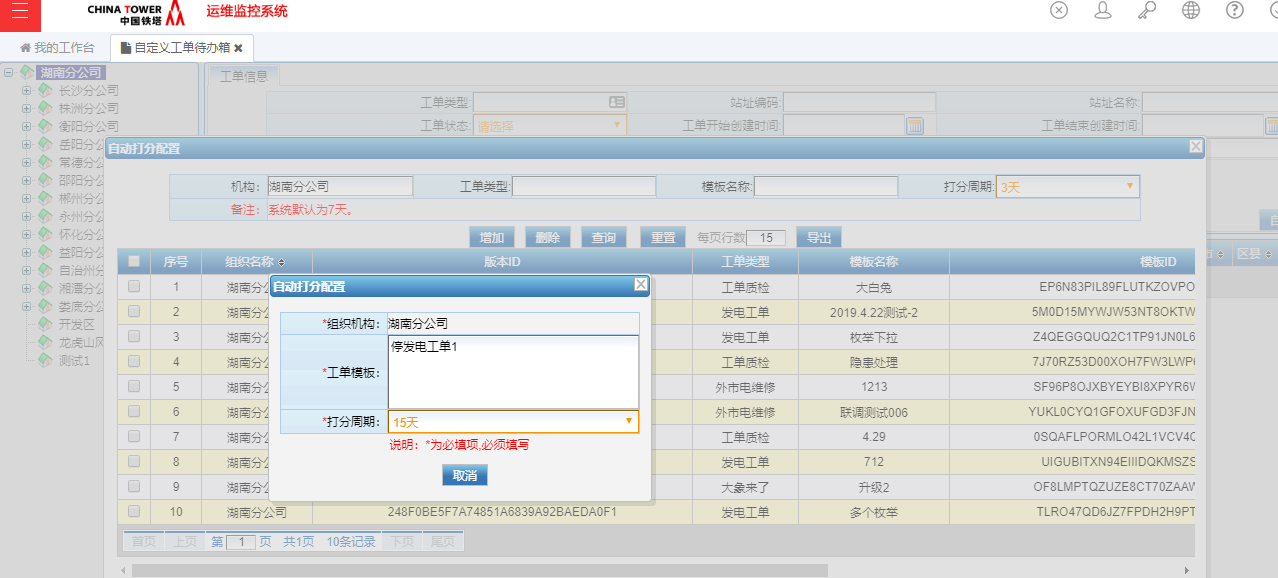 CHINA TOWER
中国铁塔
运维监控系统
我的工作台
自定义工单待办箱
湖南分公司
长沙分公司
株洲分公司
衡阳分公司
岳阳分公
常德分公
邵阳分公
郴州分公
永州分公
怀化分公
益阳分公
自治州分
湘潭分公
娄底分公
开发区
龙虎山风
测试1
工单信息
工单类型:
站址编码:
站址名称:
工单状态: 请选择
工单开始创建时间:
工单结束创建时间:
自动打分配置
机构: 湖南分公司
工单类型:
模板名称:
打分周期: 3天
备注: 系统默认为7天。
增加 删除 查询 重置 每页行数 15 导出
序号 组织名称 版本ID 工单类型 模板名称 模板ID
区县
1 湖南分公 工单质检 大白兔 EP6N83PIL89FLUTKZOVPO
2 湖南分公 发电工单 2019.4.22测试-2 5M0D15MYWJW53NT8OKTW
3 湖南分公 发电工单 枚举下拉 Z4QEGGQUQ2C1TP91JN0L6
4 湖南分公 工单质检 隐患处理 7J70RZ53D00XOH7FW3LWP
5 湖南分公 外市电维修 1213 SF96P8OJXBYEYBI8XPYR6
6 湖南分公 外市电维修 联调测试006 YUKL0CYQ1GTOXUFGD3FJN
7 湖南分公 工单质检 4.29 0SQAFLPORMLO42L1VCV4
8 湖南分公 发电工单 712 UIGUBITXN94EIIIDQKMSZS
9 湖南分公 大象来了 升级2 OF8LMPTQZUZE8CT70ZAA
10 湖南分公司 248F0BE5F7A74851A6839A92BAEDA0F1 发电工单 多个枚举 TLRO47QD6JZ7FPDH2H9PT
首页 上页 第 1 页 共1页 10条记录 下页 尾页
自动打分配置
*组织机构: 湖南分公司
*工单模板: 停发电工单1
*打分周期: 15天
说明：*为必填项,必须填写
取消